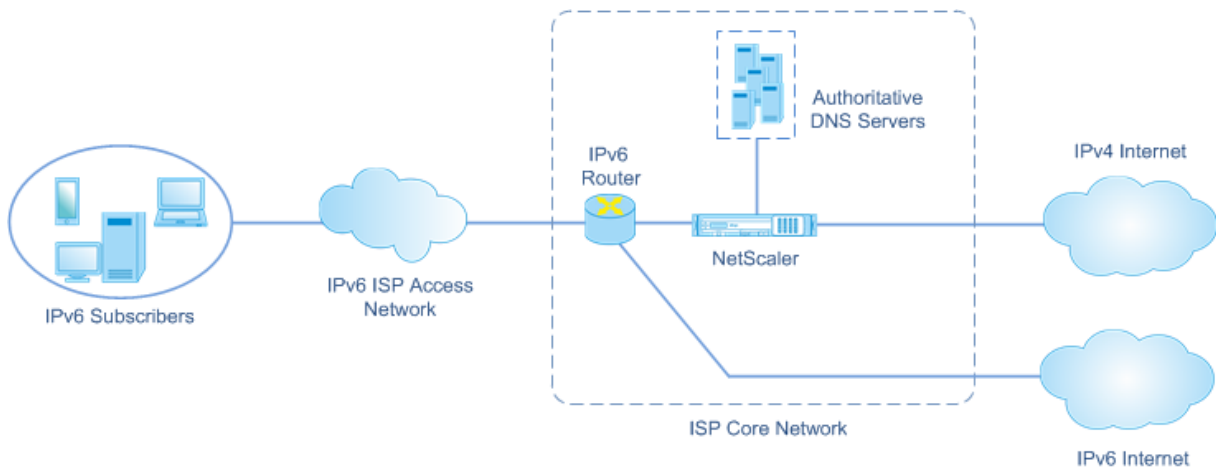 IPv6 Subscribers
IPv6 ISP Access
Network
IPv6
Router
Authoritative
DNS Servers
NetScaler
ISP Core Network
IPv4 Internet
IPv6 Internet